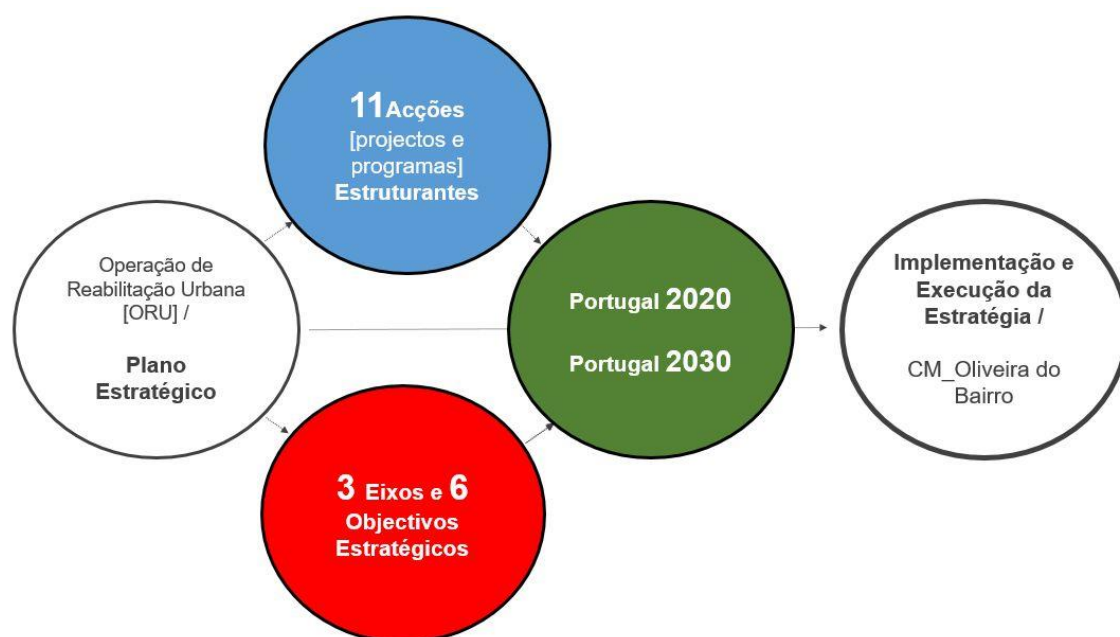 11Acções
[projectos e
programas]
Estruturantes
Operação de
Reabilitação Urbana
[ORU] /
Plano
Estratégico
Portugal 2020
Portugal 2030
Implementação e
Execução da
Estratégia /
CM_Oliveira do
Bairro
3 Eixos e 6
Objectivos
Estratégicos